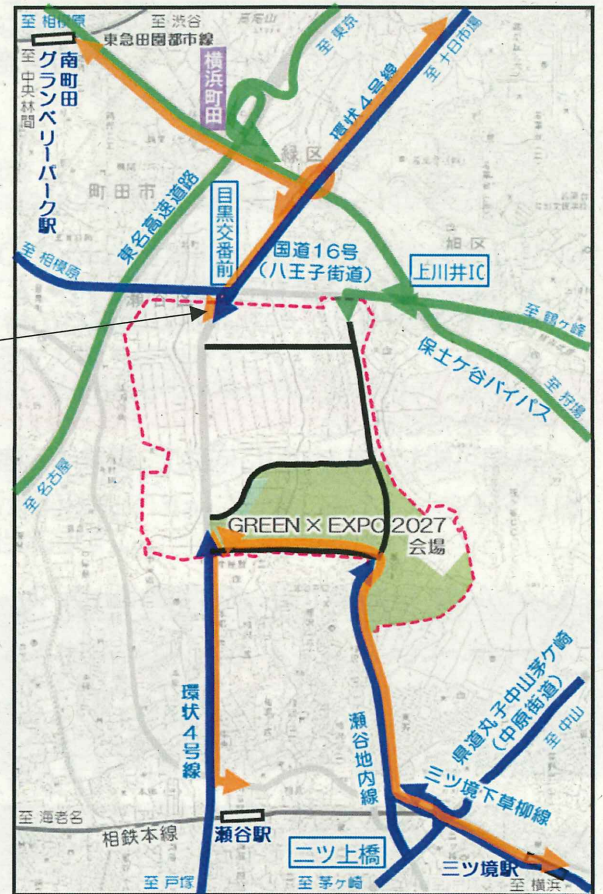 至 相模原
至 渋谷
東急田園都市線
至 東京
南町田
グランベリーパーク駅
至 中央林間
横浜町田
環状4号線
至 十日市場
緑区
町田市
東名高速道路
目黒交番前
国道16号
(八王子街道)
旭区
上川井IC
至 相模原
瀬谷区
至 鶴ヶ峰
保土ケ谷バイパス
至 狩場
至 名古屋
GREEN×EXPO 2027
会場
環状4号線
瀬谷地内線
県道丸子中山茅ケ崎
(中原街道)
至 中山
三ツ境下草柳線
至 海老名
相鉄本線
瀬谷駅
二ツ上橋
三ツ境駅
至 横浜
至 戸塚
至 茅ヶ崎